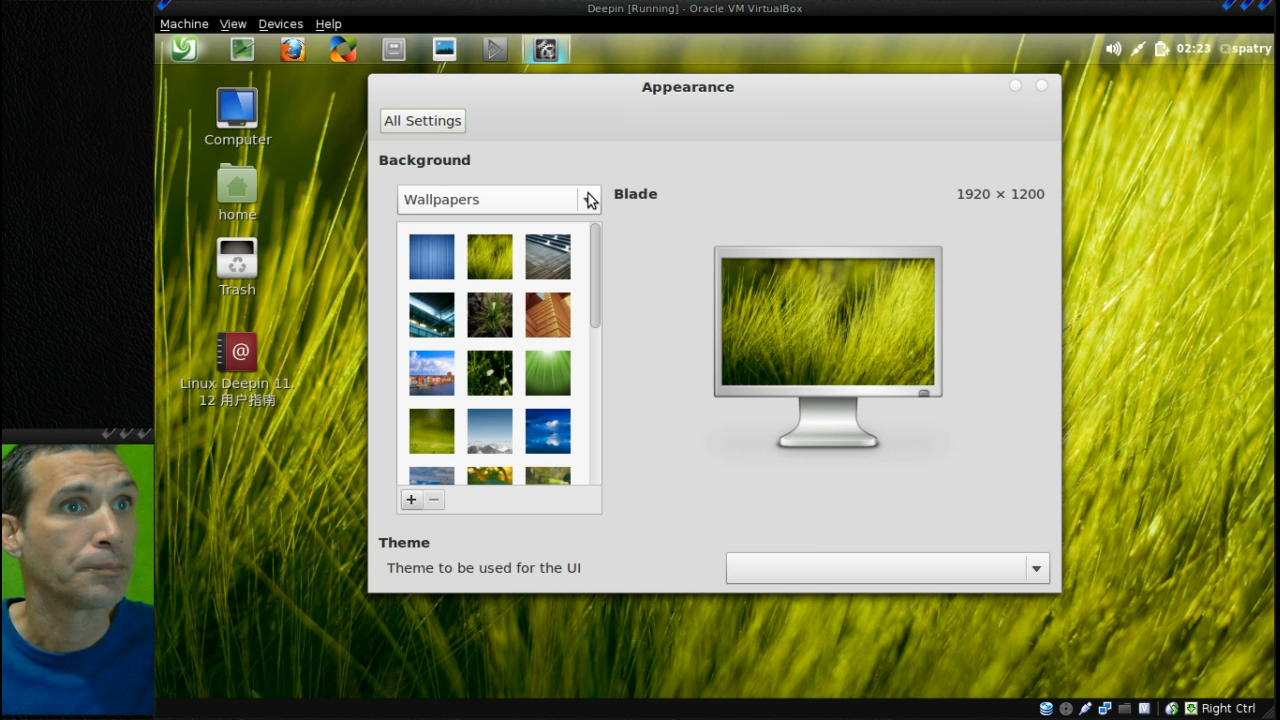 Deepin [Running] - Oracle VM VirtualBox
Machine View Devices Help
02:23 spatry
Appearance
All Settings
Background
Wallpapers
Blade
1920 × 1200
Computer
home
Trash
@
Linux Deepin 11.
12 用户指南
Theme
Theme to be used for the UI
Right Ctrl